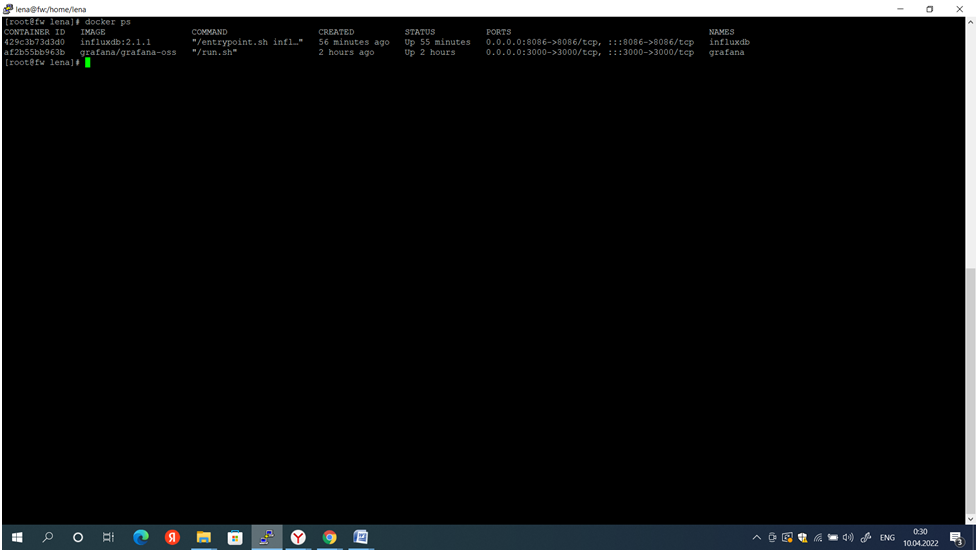 lena@fw:/home/lena
[root@fw lena]# docker ps
CONTAINER ID   IMAGE                COMMAND                  CREATED          STATUS          PORTS                                       NAMES
429c3b73d3d0   influxdb:2.1.1       "/entrypoint.sh infl…"   56 minutes ago   Up 55 minutes   0.0.0.0:8086->8086/tcp, :::8086->8086/tcp   influxdb
af2b55bb963b   grafana/grafana-oss  "/run.sh"                2 hours ago      Up 2 hours      0.0.0.0:3000->3000/tcp, :::3000->3000/tcp   grafana
[root@fw lena]#
Я
Y
W
ENG
0:30
10.04.2022
3